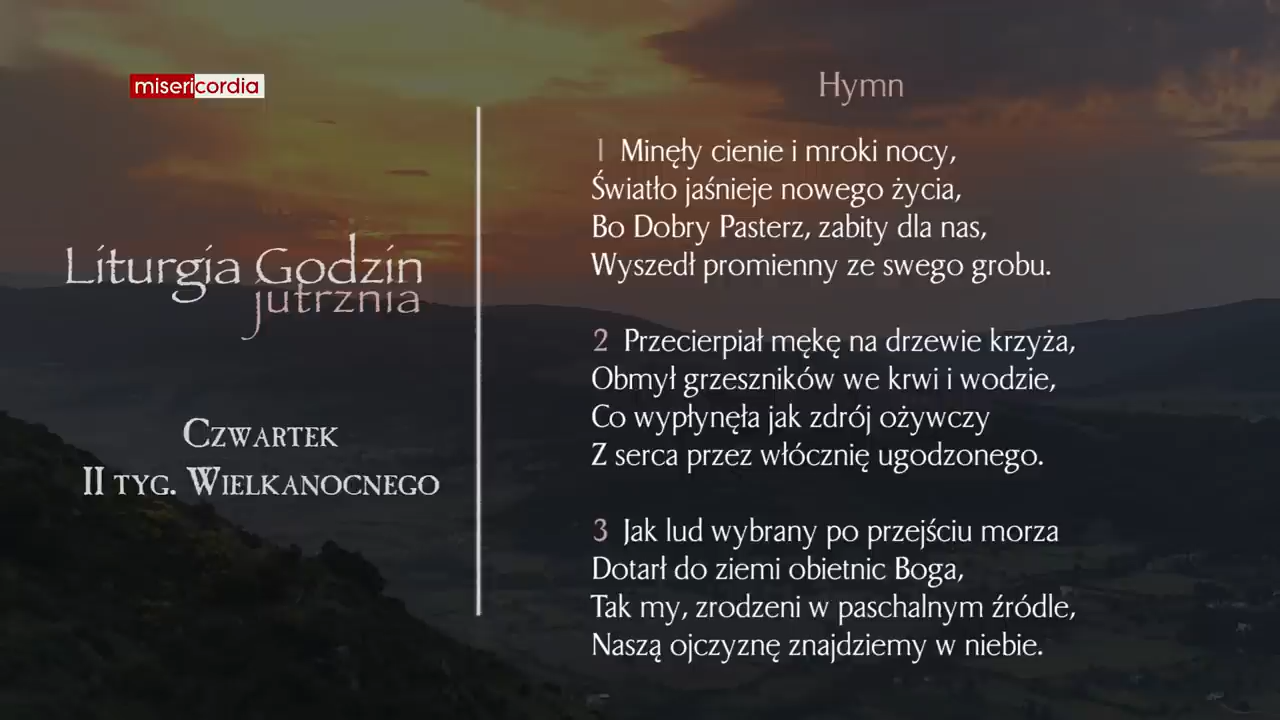 misericordia
Liturgia Godzin
jutrznia
Czwartek
II tyg. Wielkanocnego
Hymn
1 Minęły cienie i mroki nocy,
Światło jaśnieje nowego życia,
Bo Dobry Pasterz, zabity dla nas,
Wyszedł promienny ze swego grobu.
2 Przecierpiał mękę na drzewie krzyża,
Obmył grzeszników we krwi i wodzie,
Co wypłynęła jak zdrój ożywczy
Z serca przez włócznię ugodzonego.
3 Jak lud wybrany po przejściu morza
Dotarł do ziemi obietnic Boga,
Tak my, zrodzeni w paschalnym źródle,
Naszą ojczyznę znajdziemy w niebie.